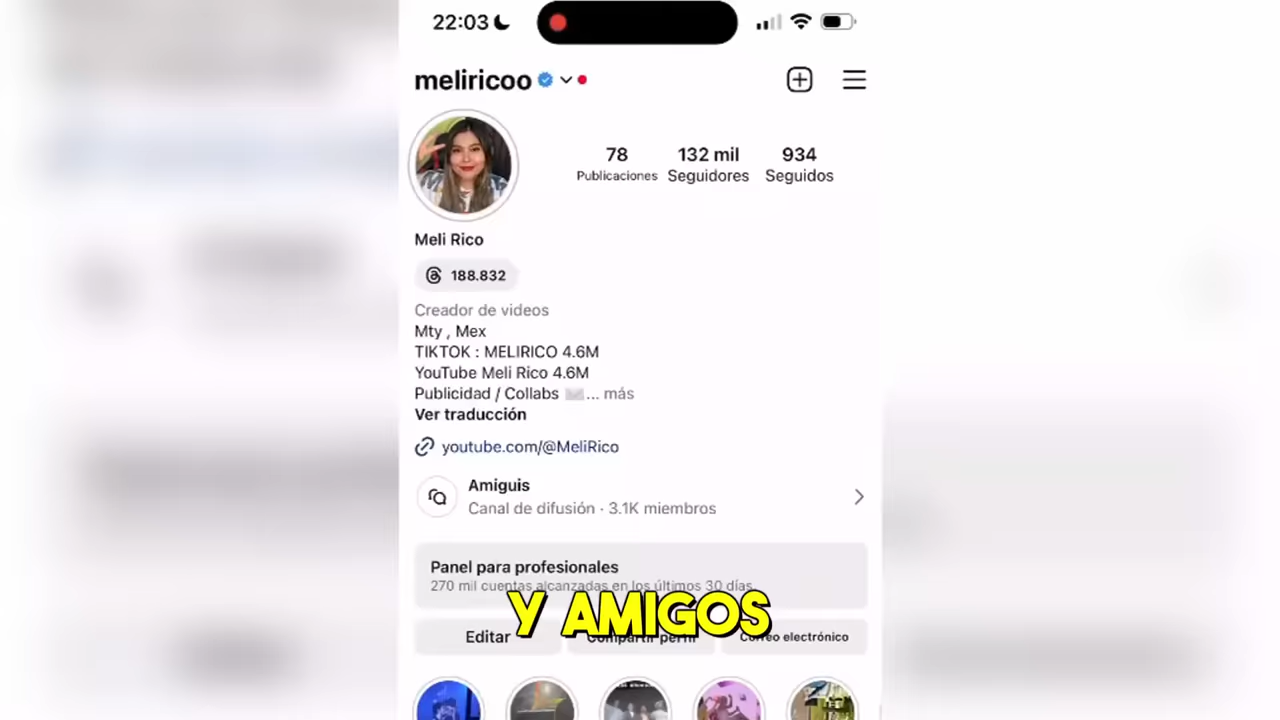 22:03
meliricoo
78
Publicaciones
132 mil
Seguidores
934
Seguidos
Meli Rico
188.832
Creador de videos
Mty , Mex
TIKTOK : MELIRICO 4.6M
YouTube Meli Rico 4.6M
Publicidad / Collabs ... más
Ver traducción
youtube.com/@MeliRico
Amiguis
Canal de difusión · 3.1K miembros
Panel para profesionales
270 mil cuentas alcanzadas en los últimos 30 días
Y AMIGOS
Editar
Compartir perfil
Correo electrónico